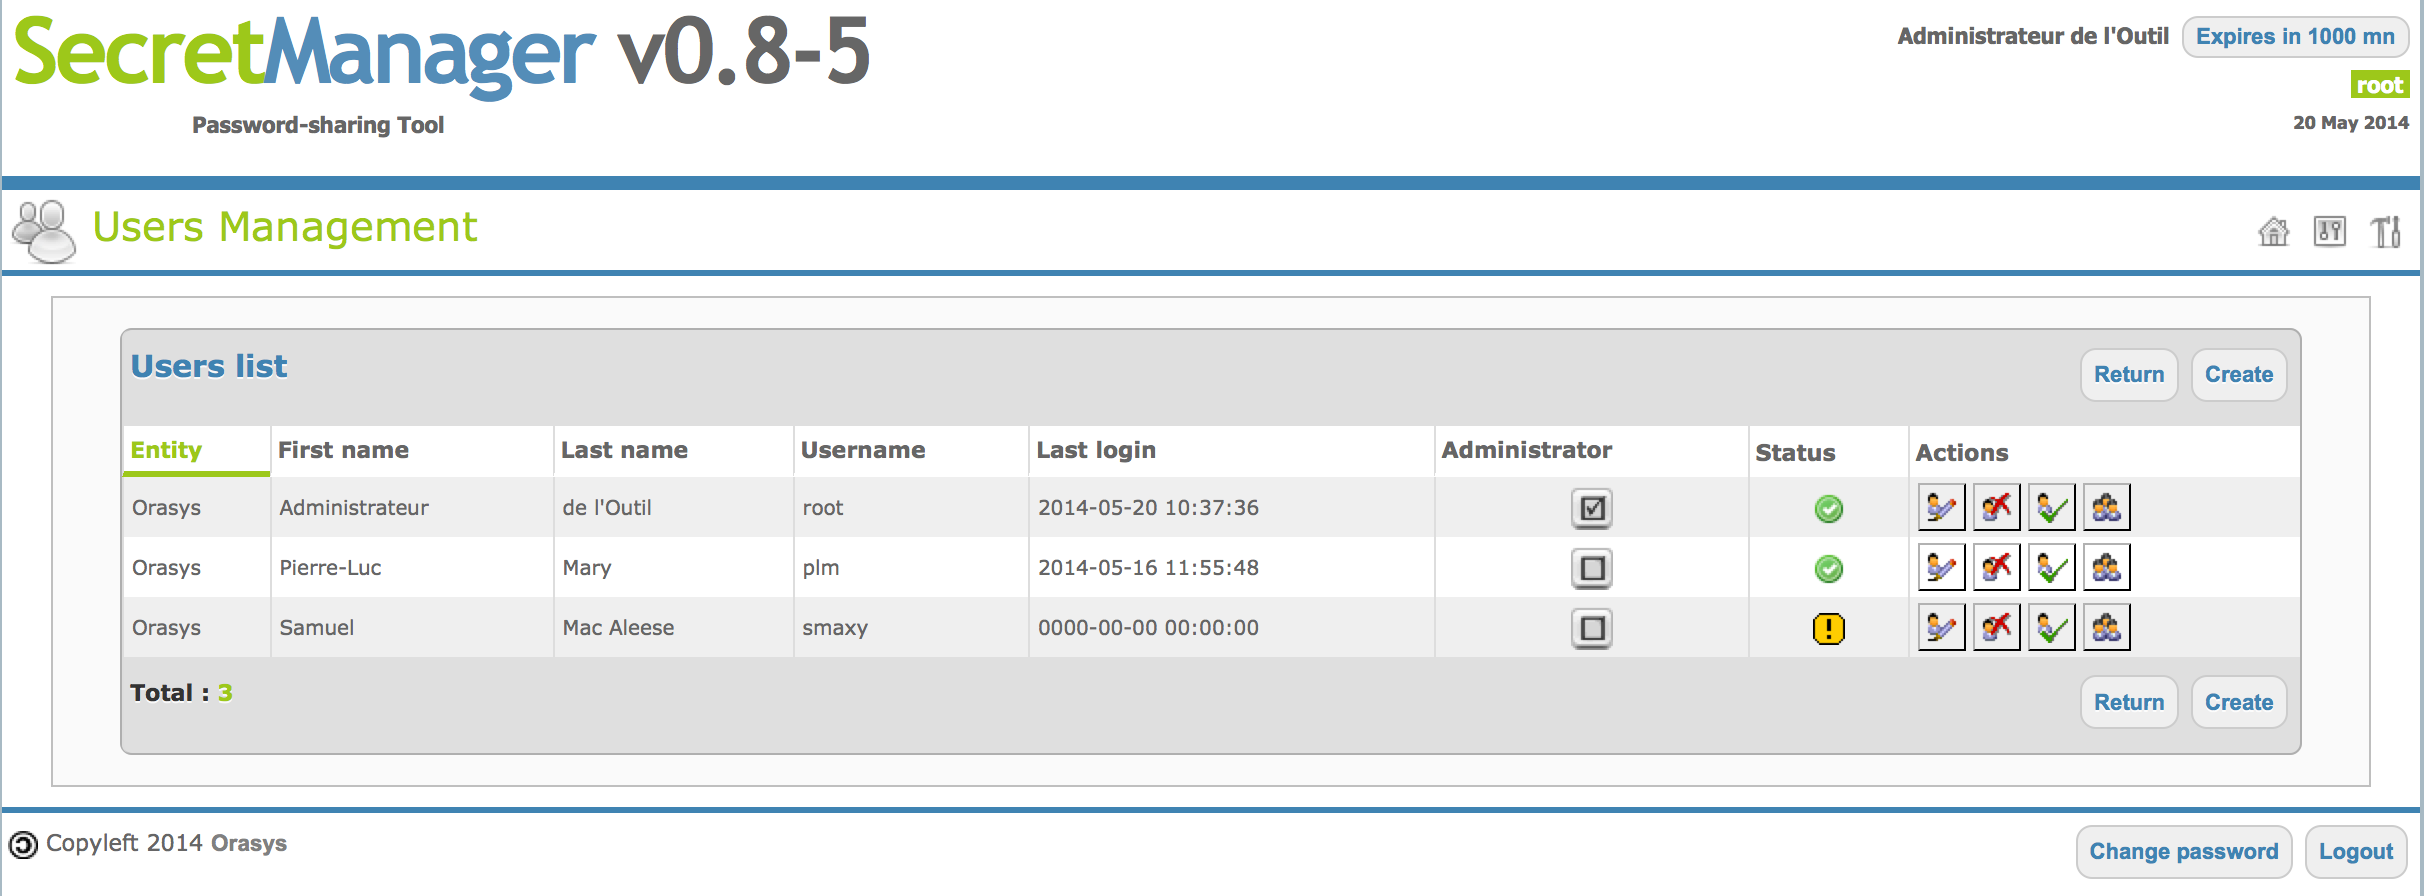 SecretManager v0.8-5
Password-sharing Tool
Administrateur de l'Outil Expires in 1000 mn
root
20 May 2014
Users Management
Users list Return Create
Entity First name Last name Username Last login Administrator Status Actions
Orasys Administrateur de l'Outil root 2014-05-20 10:37:36
Orasys Pierre-Luc Mary plm 2014-05-16 11:55:48
Orasys Samuel Mac Aleese smaxy 0000-00-00 00:00:00
Total : 3 Return Create
Copyleft 2014 Orasys Change password Logout